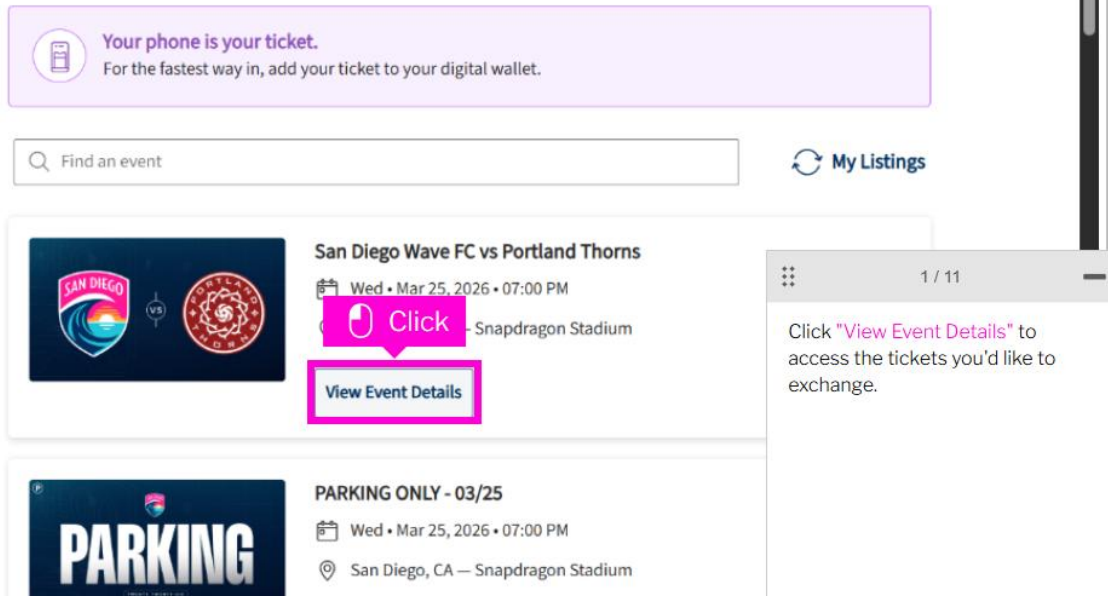 Your phone is your ticket.
For the fastest way in, add your ticket to your digital wallet.
Find an event
My Listings
SAN DIEGO
VS
PORTLAND
THORNS
San Diego Wave FC vs Portland Thorns
Wed • Mar 25, 2026 • 07:00 PM
Click
— Snapdragon Stadium
View Event Details
1 / 11
Click "View Event Details" to
access the tickets you'd like to
exchange.
P
PARKING
PARKING ONLY - 03/25
Wed • Mar 25, 2026 • 07:00 PM
San Diego, CA — Snapdragon Stadium